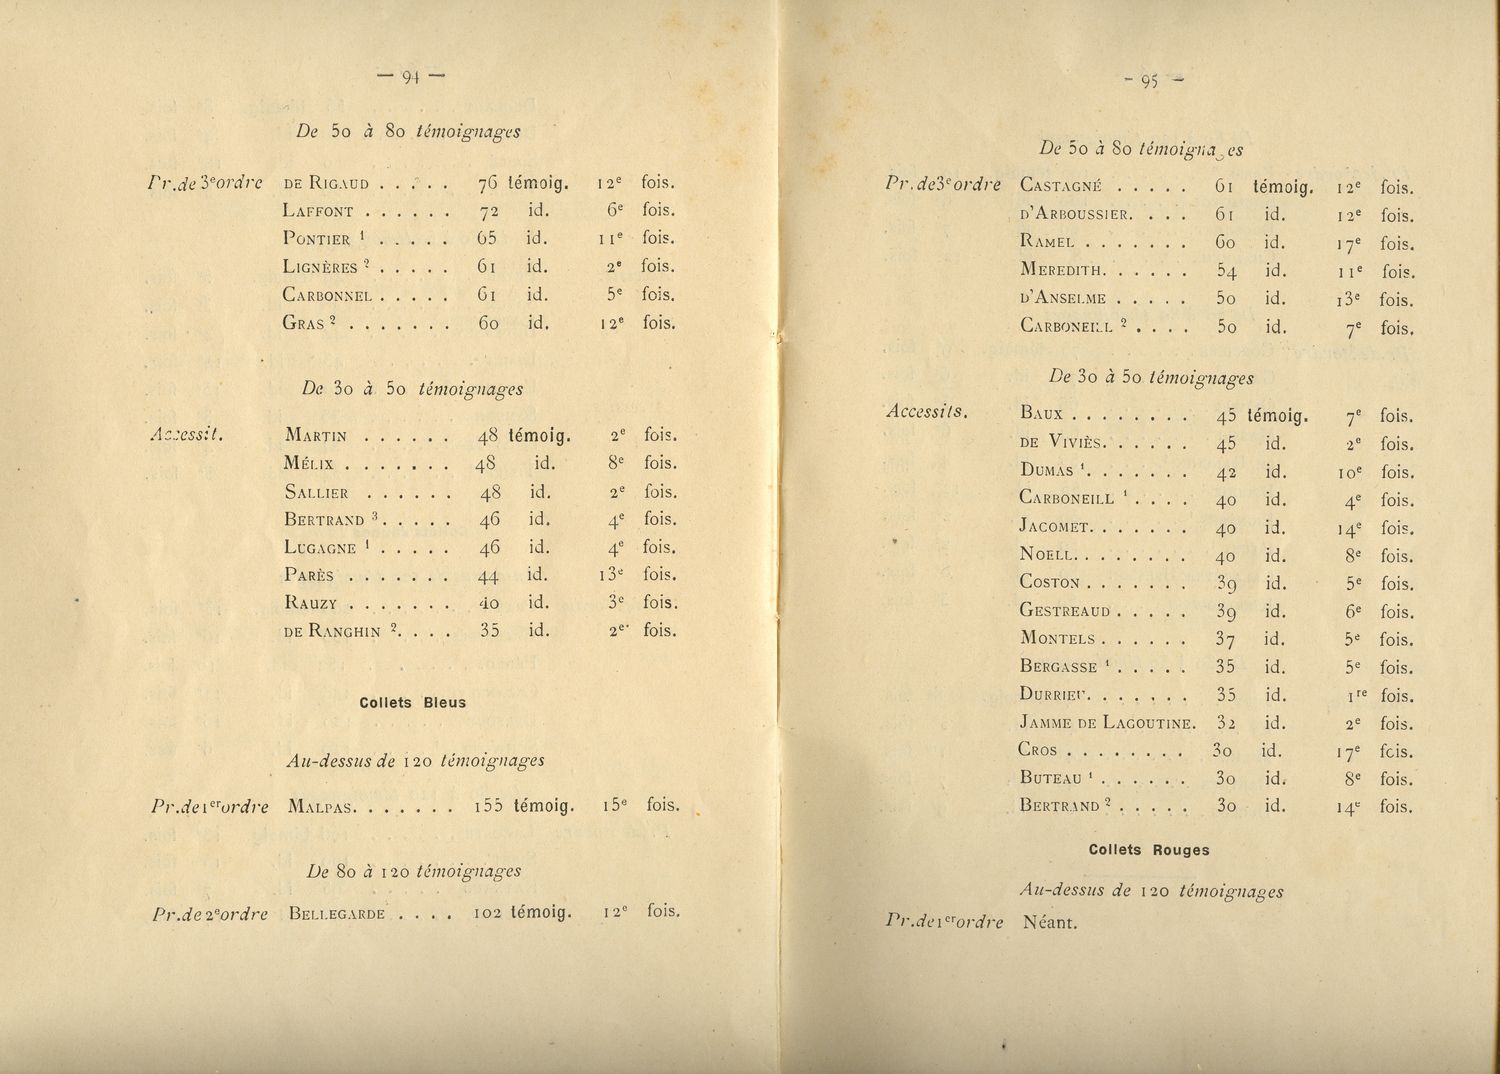 — 94 —
De 50 à 80 témoignages
Pr. de 3e ordre DE RIGAUD . . . . . 76 témoig. 12e fois.
LAFFONT . . . . . . 72 id. 6e fois.
PONTIER 1 . . . . . 65 id. 11e fois.
LIGNÈRES 2 . . . . . 61 id. 2e fois.
CARBONNEL . . . . . 61 id. 5e fois.
GRAS 2 . . . . . . . 60 id. 12e fois.
De 30 à 50 témoignages
Accessit. MARTIN . . . . . . 48 témoig. 2e fois.
MÉLIX . . . . . . . 48 id. 8e fois.
SALLIER . . . . . . 48 id. 2e fois.
BERTRAND 3 . . . . . 46 id. 4e fois.
LUGAGNE 1 . . . . . 46 id. 4e fois.
PARÈS . . . . . . . 44 id. 13e fois.
RAUZY . . . . . . . 40 id. 3e fois.
DE RANGHIN 2 . . . . 35 id. 2e fois.
Collets Bleus
Au-dessus de 120 témoignages
Pr. de 1er ordre MALPAS. . . . . . . 155 témoig. 15e fois.
De 80 à 120 témoignages
Pr. de 2e ordre BELLEGARDE . . . . 102 témoig. 12e fois.
- 95 -
De 50 à 80 témoignages
Pr. de 3e ordre CASTAGNÉ . . . . . 61 témoig. 12e fois.
D'ARBOUSSIER. . . . 61 id. 12e fois.
RAMEL . . . . . . . 60 id. 17e fois.
MEREDITH. . . . . . 54 id. 11e fois.
D'ANSELME . . . . . 50 id. 13e fois.
CARBONEILL 2 . . . . 50 id. 7e fois.
De 30 à 50 témoignages
Accessits. BAUX . . . . . . . . 45 témoig. 7e fois.
DE VIVIÈS. . . . . . 45 id. 2e fois.
DUMAS 1. . . . . . . 42 id. 10e fois.
CARBONEILL 1 . . . . 40 id. 4e fois.
JACOMET. . . . . . . 40 id. 14e fois.
NOELL. . . . . . . . 40 id. 8e fois.
COSTON . . . . . . . 39 id. 5e fois.
GESTREAUD . . . . . 39 id. 6e fois.
MONTELS . . . . . . 37 id. 5e fois.
BERGASSE 1 . . . . . 35 id. 5e fois.
DURRIEU. . . . . . . 35 id. 1re fois.
JAMME DE LAGOUTINE. 32 id. 2e fois.
CROS . . . . . . . . 30 id. 17e fois.
BUTEAU 1 . . . . . . 30 id. 8e fois.
BERTRAND 2 . . . . . 30 id. 14e fois.
Collets Rouges
Au-dessus de 120 témoignages
Pr. de 1er ordre Néant.